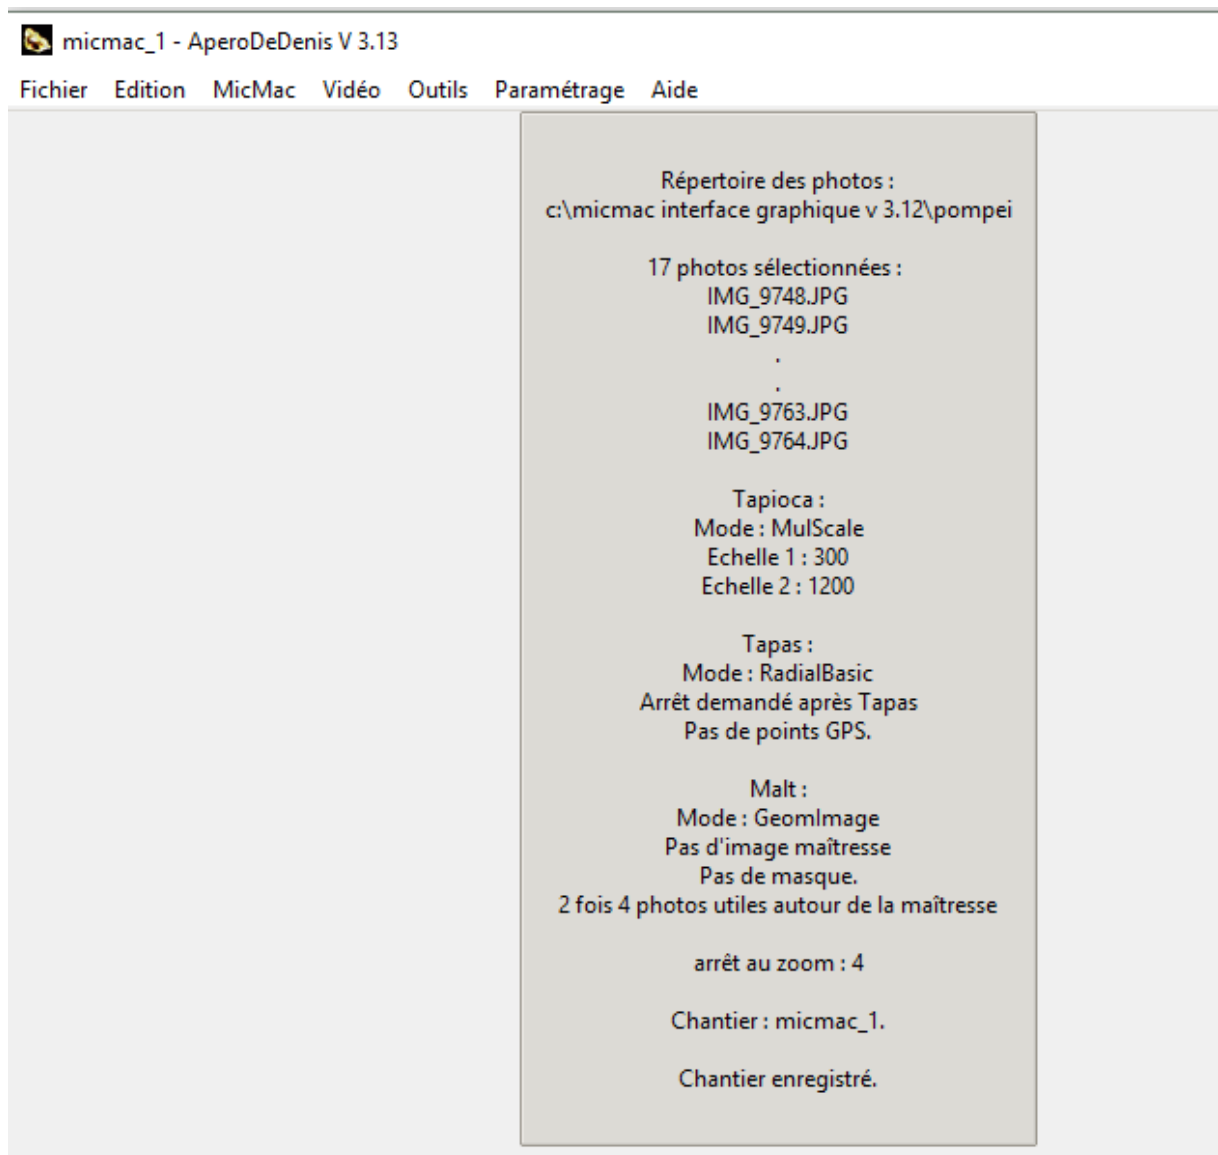 micmac_1 - AperoDeDenis V 3.13
Fichier Edition MicMac Vidéo Outils Paramétrage Aide
Répertoire des photos :
c:\micmac interface graphique v 3.12\pompei
17 photos sélectionnées :
IMG_9748.JPG
IMG_9749.JPG
.
.
IMG_9763.JPG
IMG_9764.JPG
Tapioca :
Mode : MulScale
Echelle 1 : 300
Echelle 2 : 1200
Tapas :
Mode : RadialBasic
Arrêt demandé après Tapas
Pas de points GPS.
Malt :
Mode : GeomImage
Pas d'image maîtresse
Pas de masque.
2 fois 4 photos utiles autour de la maîtresse
arrêt au zoom : 4
Chantier : micmac_1.
Chantier enregistré.